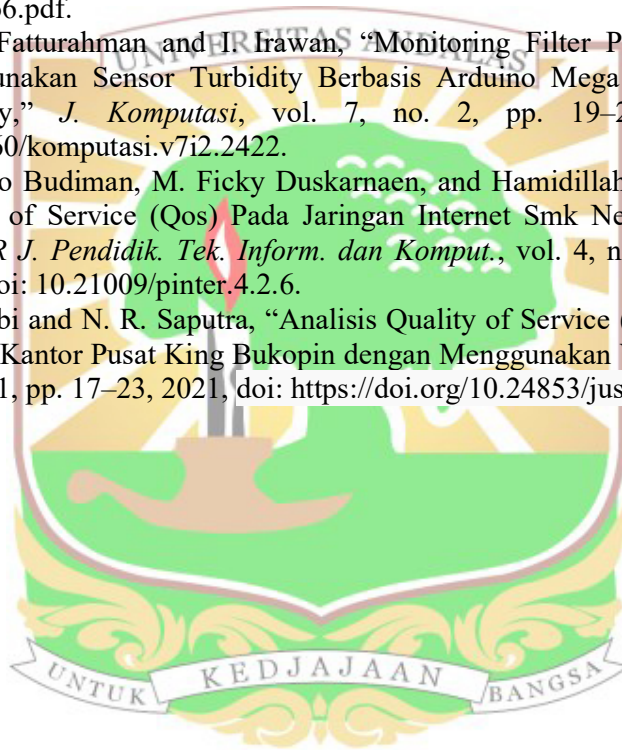 66.pdf.
UNIVERSITAS ANDALAS
Fatturahman and I. Irawan, “Monitoring Filter P
unakan Sensor Turbidity Berbasis Arduino Mega
y,” J. Komputasi, vol. 7, no. 2, pp. 19–2
60/komputasi.v7i2.2422.
o Budiman, M. Ficky Duskarnaen, and Hamidillah
of Service (Qos) Pada Jaringan Internet Smk Ne
R J. Pendidik. Tek. Inform. dan Komput., vol. 4, n
oi: 10.21009/pinter.4.2.6.
bi and N. R. Saputra, “Analisis Quality of Service (
Kantor Pusat King Bukopin dengan Menggunakan
1, pp. 17–23, 2021, doi: https://doi.org/10.24853/jus
UNTUK KEDJAJAAN BANGSA